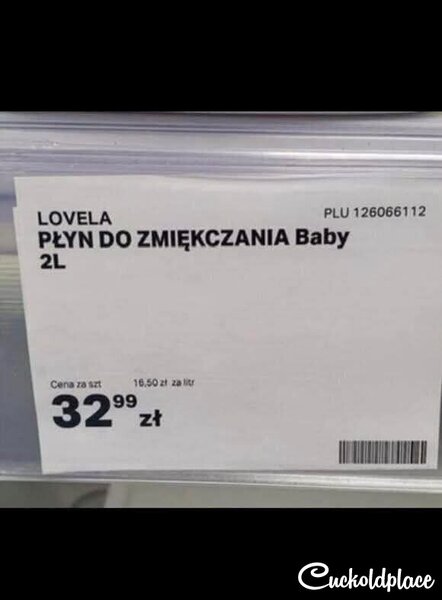 LOVELA
PLU 126066112
PŁYN DO ZMIĘKCZANIA Baby
2L
Cena za szt 16,50 zł za litr
32 99 zł
Cuckoldplace